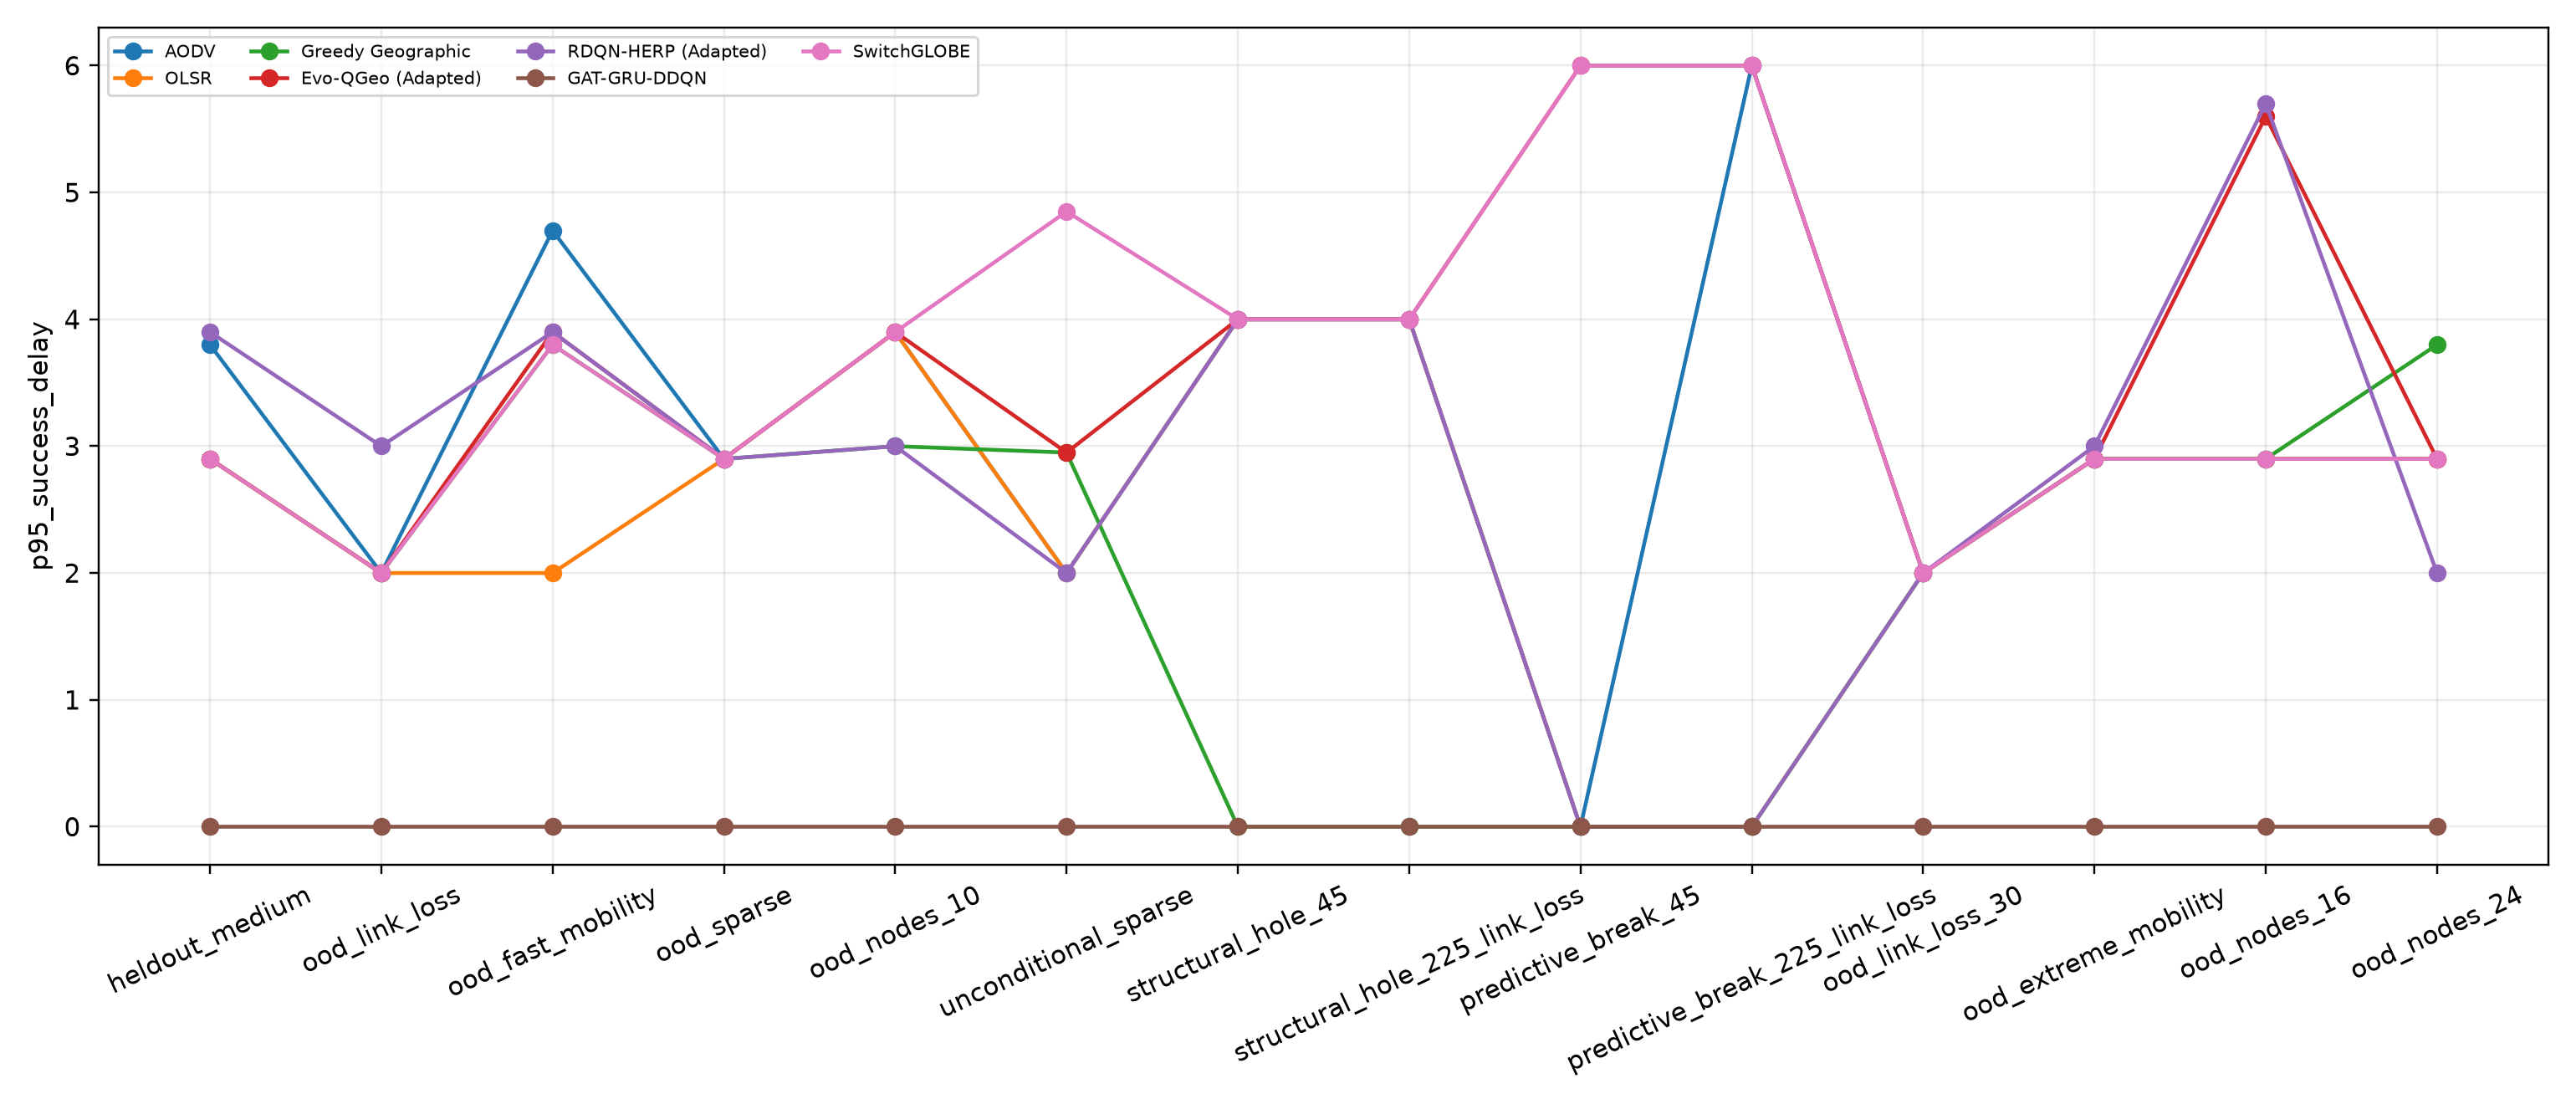 AODV
OLSR
Greedy Geographic
Evo-QGeo (Adapted)
RDQN-HERP (Adapted)
GAT-GRU-DDQN
SwitchGLOBE
p95_success_delay
6
5
4
3
2
1
0
heldout_medium
ood_link_loss
ood_fast_mobility
ood_sparse
ood_nodes_10
unconditional_sparse
structural_hole_45
structural_hole_225_link_loss
predictive_break_45
predictive_break_225_link_loss
ood_link_loss_30
ood_extreme_mobility
ood_nodes_16
ood_nodes_24